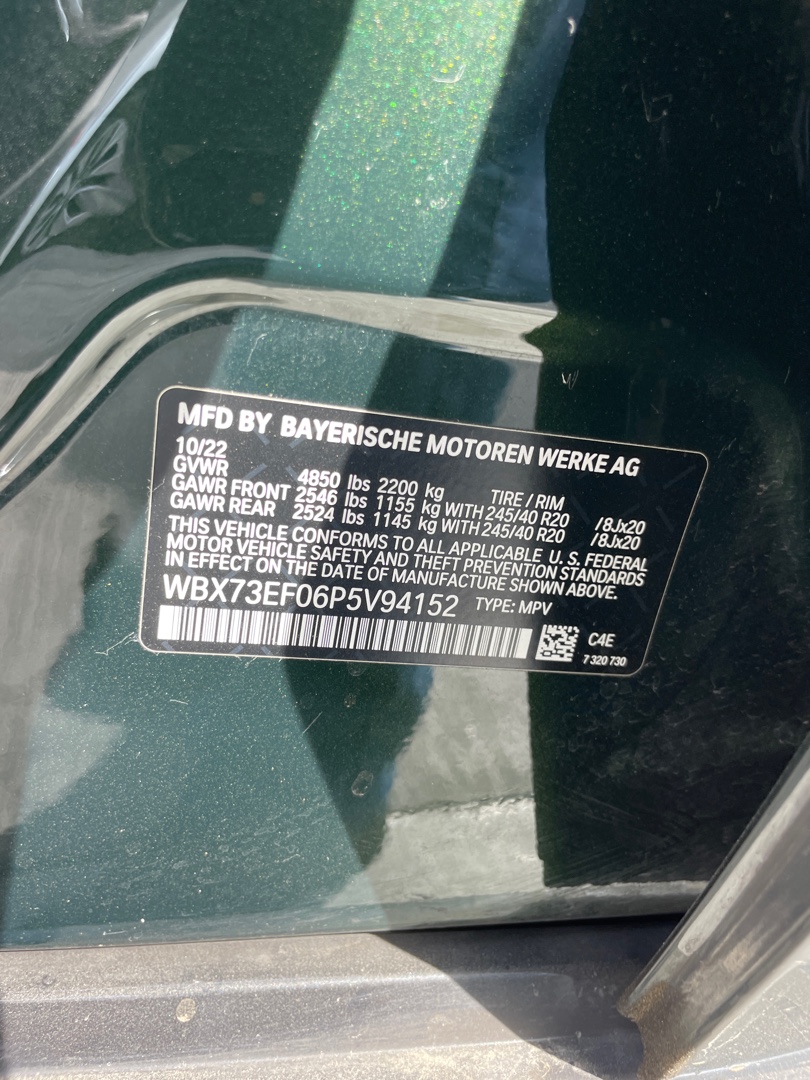 MFD BY BAYERISCHE MOTOREN WERKE AG
10/22
GVWR 4850 lbs 2200 kg TIRE / RIM
GAWR FRONT 2546 lbs 1155 kg WITH 245/40 R20 /8Jx20
GAWR REAR 2524 lbs 1145 kg WITH 245/40 R20 /8Jx20
THIS VEHICLE CONFORMS TO ALL APPLICABLE U. S. FEDERAL
MOTOR VEHICLE SAFETY AND THEFT PREVENTION STANDARDS
IN EFFECT ON THE DATE OF MANUFACTURE SHOWN ABOVE.
WBX73EF06P5V94152 TYPE: MPV
C4E
7 320 730